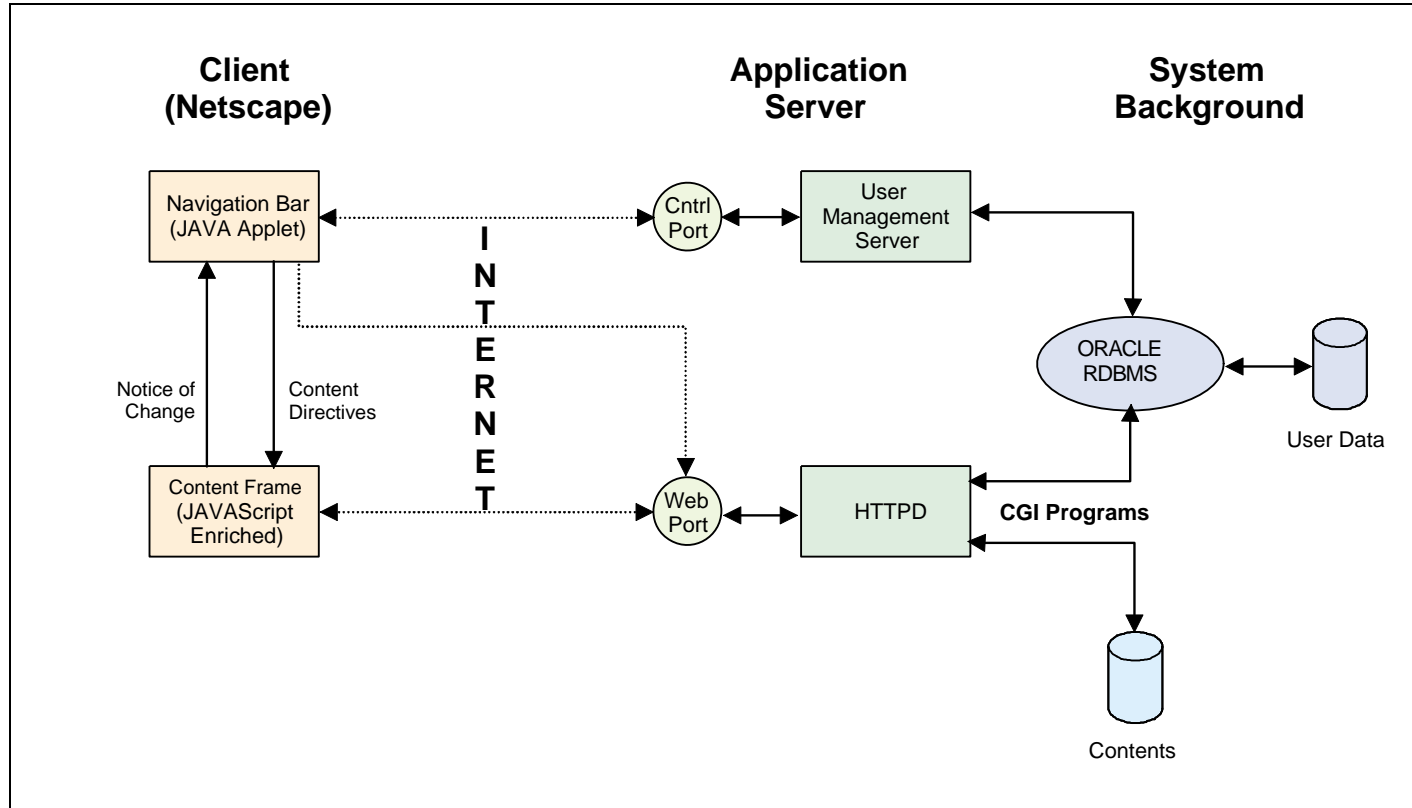 Client
(Netscape)
Application
Server
System
Background
Navigation Bar
(JAVA Applet)
Cntrl
Port
User
Management
Server
INTERNET
ORACLE
RDBMS
User Data
Notice of
Change
Content
Directives
Content Frame
(JAVAScript
Enriched)
Web
Port
HTTPD
CGI Programs
Contents